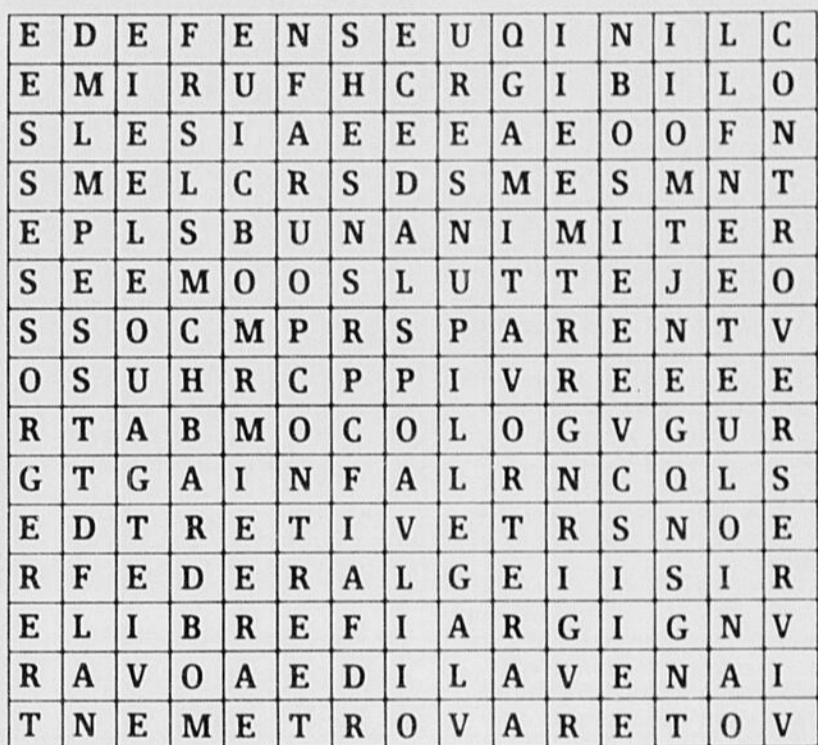 E D E F E N S E U Q I N I L C
E M I R U F H C R G I B I L O
S L E S I A E E E A E O O F N
S M E L C R S D S M E S M N T
E P L S B U N A N I M I T E R
S E E M O O S L U T T E J E O
S S O C M P R S P A R E N T V
O S U H R C P P I V R E E E E
R T A B M O C O L O G V G U R
G T G A I N F A L R N C Q L S
E D T R E T I V E T R S N O E
R F E D E R A L G E I I S I R
E L I B R E F I A R G I G N V
R A V O A E D I L A V E N A I
T N E M E T R O V A R E T O V